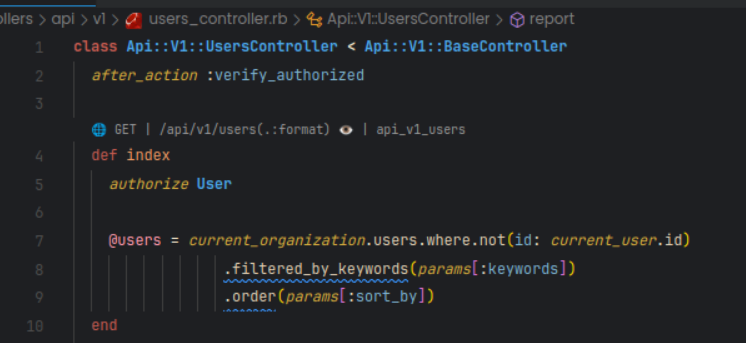 ollers > api > v1 > users_controller.rb > Api::V1::UsersController > report
1 class Api::V1::UsersController < Api::V1::BaseController
2 after_action :verify_authorized
3
GET | /api/v1/users(.:format) | api_v1_users
4 def index
5 authorize User
6
7 @users = current_organization.users.where.not(id: current_user.id)
8 .filtered_by_keywords(params[:keywords])
9 .order(params[:sort_by])
10 end